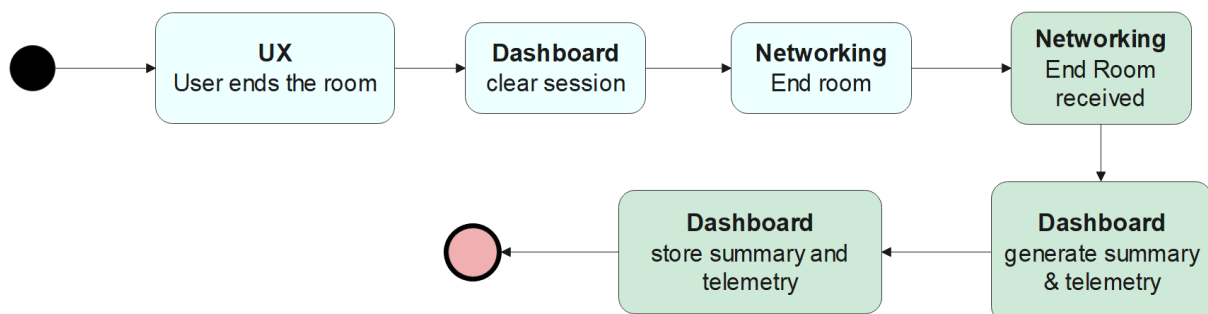 UX
User ends the room
Dashboard
clear session
Networking
End room
Networking
End Room
received
Dashboard
generate summary
& telemetry
Dashboard
store summary and
telemetry